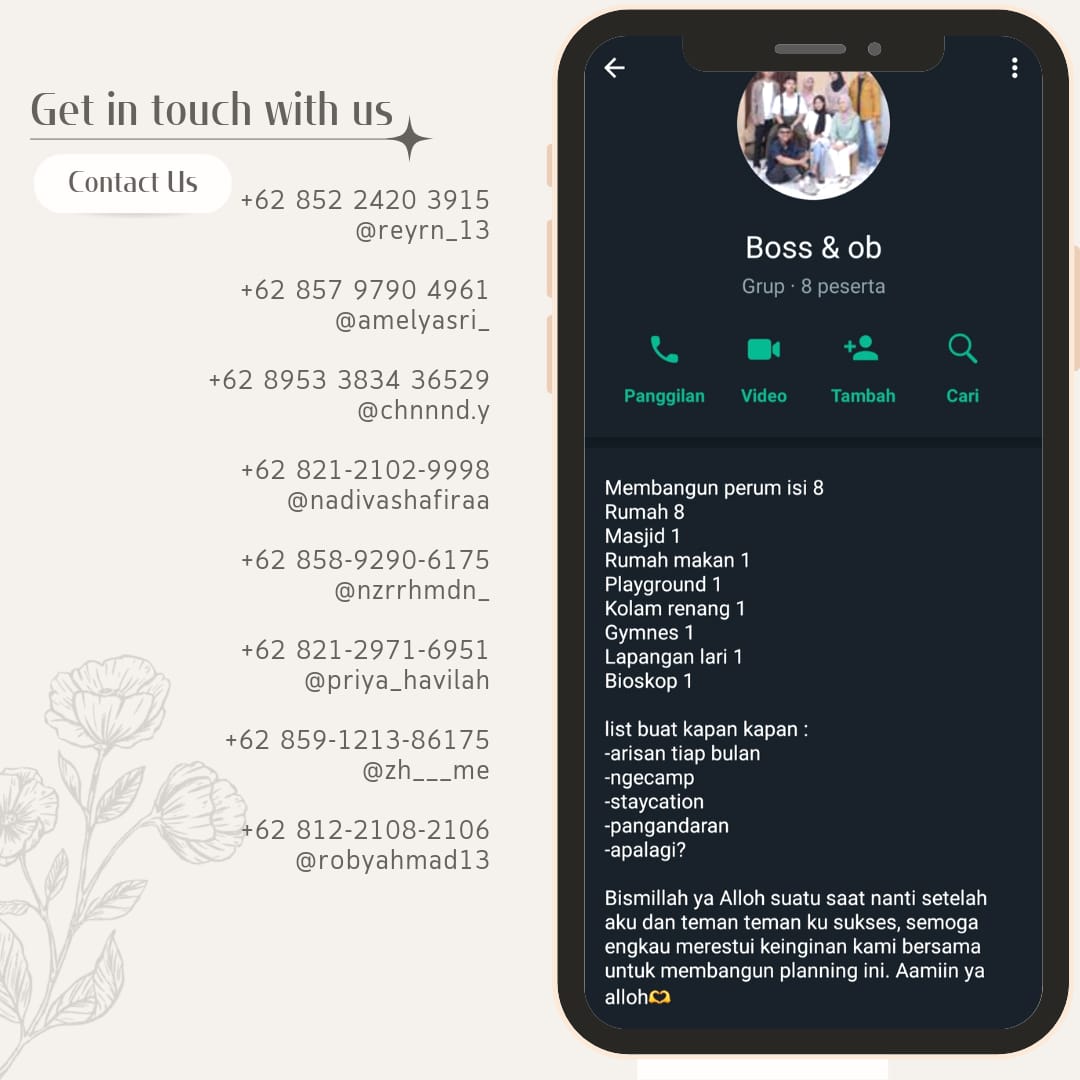 Get in touch with us
Contact Us
+62 852 2420 3915
@reyrn_13
+62 857 9790 4961
@amelyasri_
+62 8953 3834 36529
@chnnnd.y
+62 821-2102-9998
@nadivashafiraa
+62 858-9290-6175
@nzrrhmdn_
+62 821-2971-6951
@priya_havilah
+62 859-1213-86175
@zh___me
+62 812-2108-2106
@robyahmad13
Boss & ob
Grup · 8 peserta
Panggilan Video Tambah Cari
Membangun perum isi 8
Rumah 8
Masjid 1
Rumah makan 1
Playground 1
Kolam renang 1
Gymnes 1
Lapangan lari 1
Bioskop 1
list buat kapan kapan :
-arisan tiap bulan
-ngecamp
-staycation
-pangandaran
-apalagi?
Bismillah ya Alloh suatu saat nanti setelah
aku dan teman teman ku sukses, semoga
engkau merestui keinginan kami bersama
untuk membangun planning ini. Aamiin ya
alloh🫶